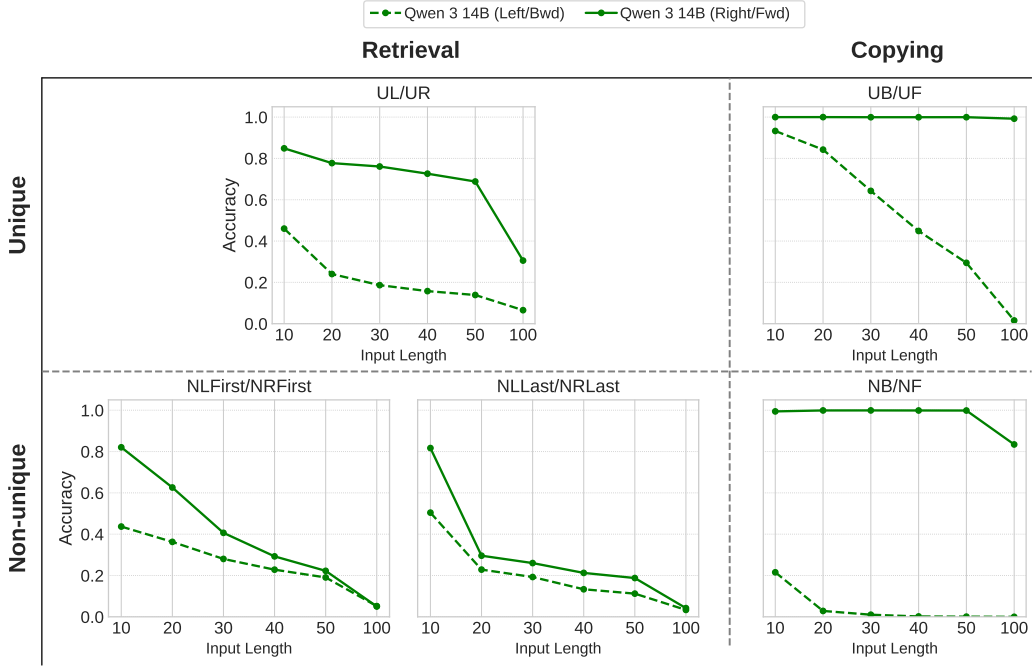 Qwen 3 14B (Left/Bwd) Qwen 3 14B (Right/Fwd)
Retrieval Copying
Unique
UL/UR
Accuracy
1.0
0.8
0.6
0.4
0.2
0.0
10 20 30 40 50 100
Input Length
UB/UF
10 20 30 40 50 100
Input Length
Non-unique
NLFirst/NRFirst
Accuracy
1.0
0.8
0.6
0.4
0.2
0.0
10 20 30 40 50 100
Input Length
NLLast/NRLast
10 20 30 40 50 100
Input Length
NB/NF
10 20 30 40 50 100
Input Length